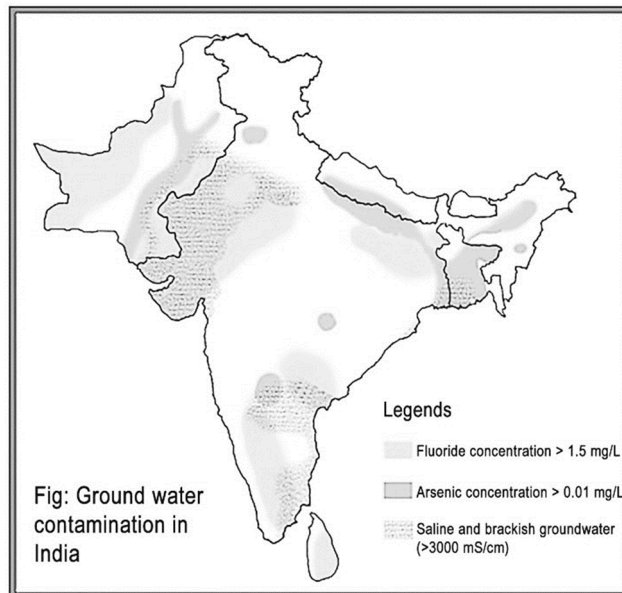 Legends
Fluoride concentration > 1.5 mg/L
Arsenic concentration > 0.01 mg/L
Saline and brackish groundwater
(>3000 mS/cm)
Fig: Ground water
contamination in
India